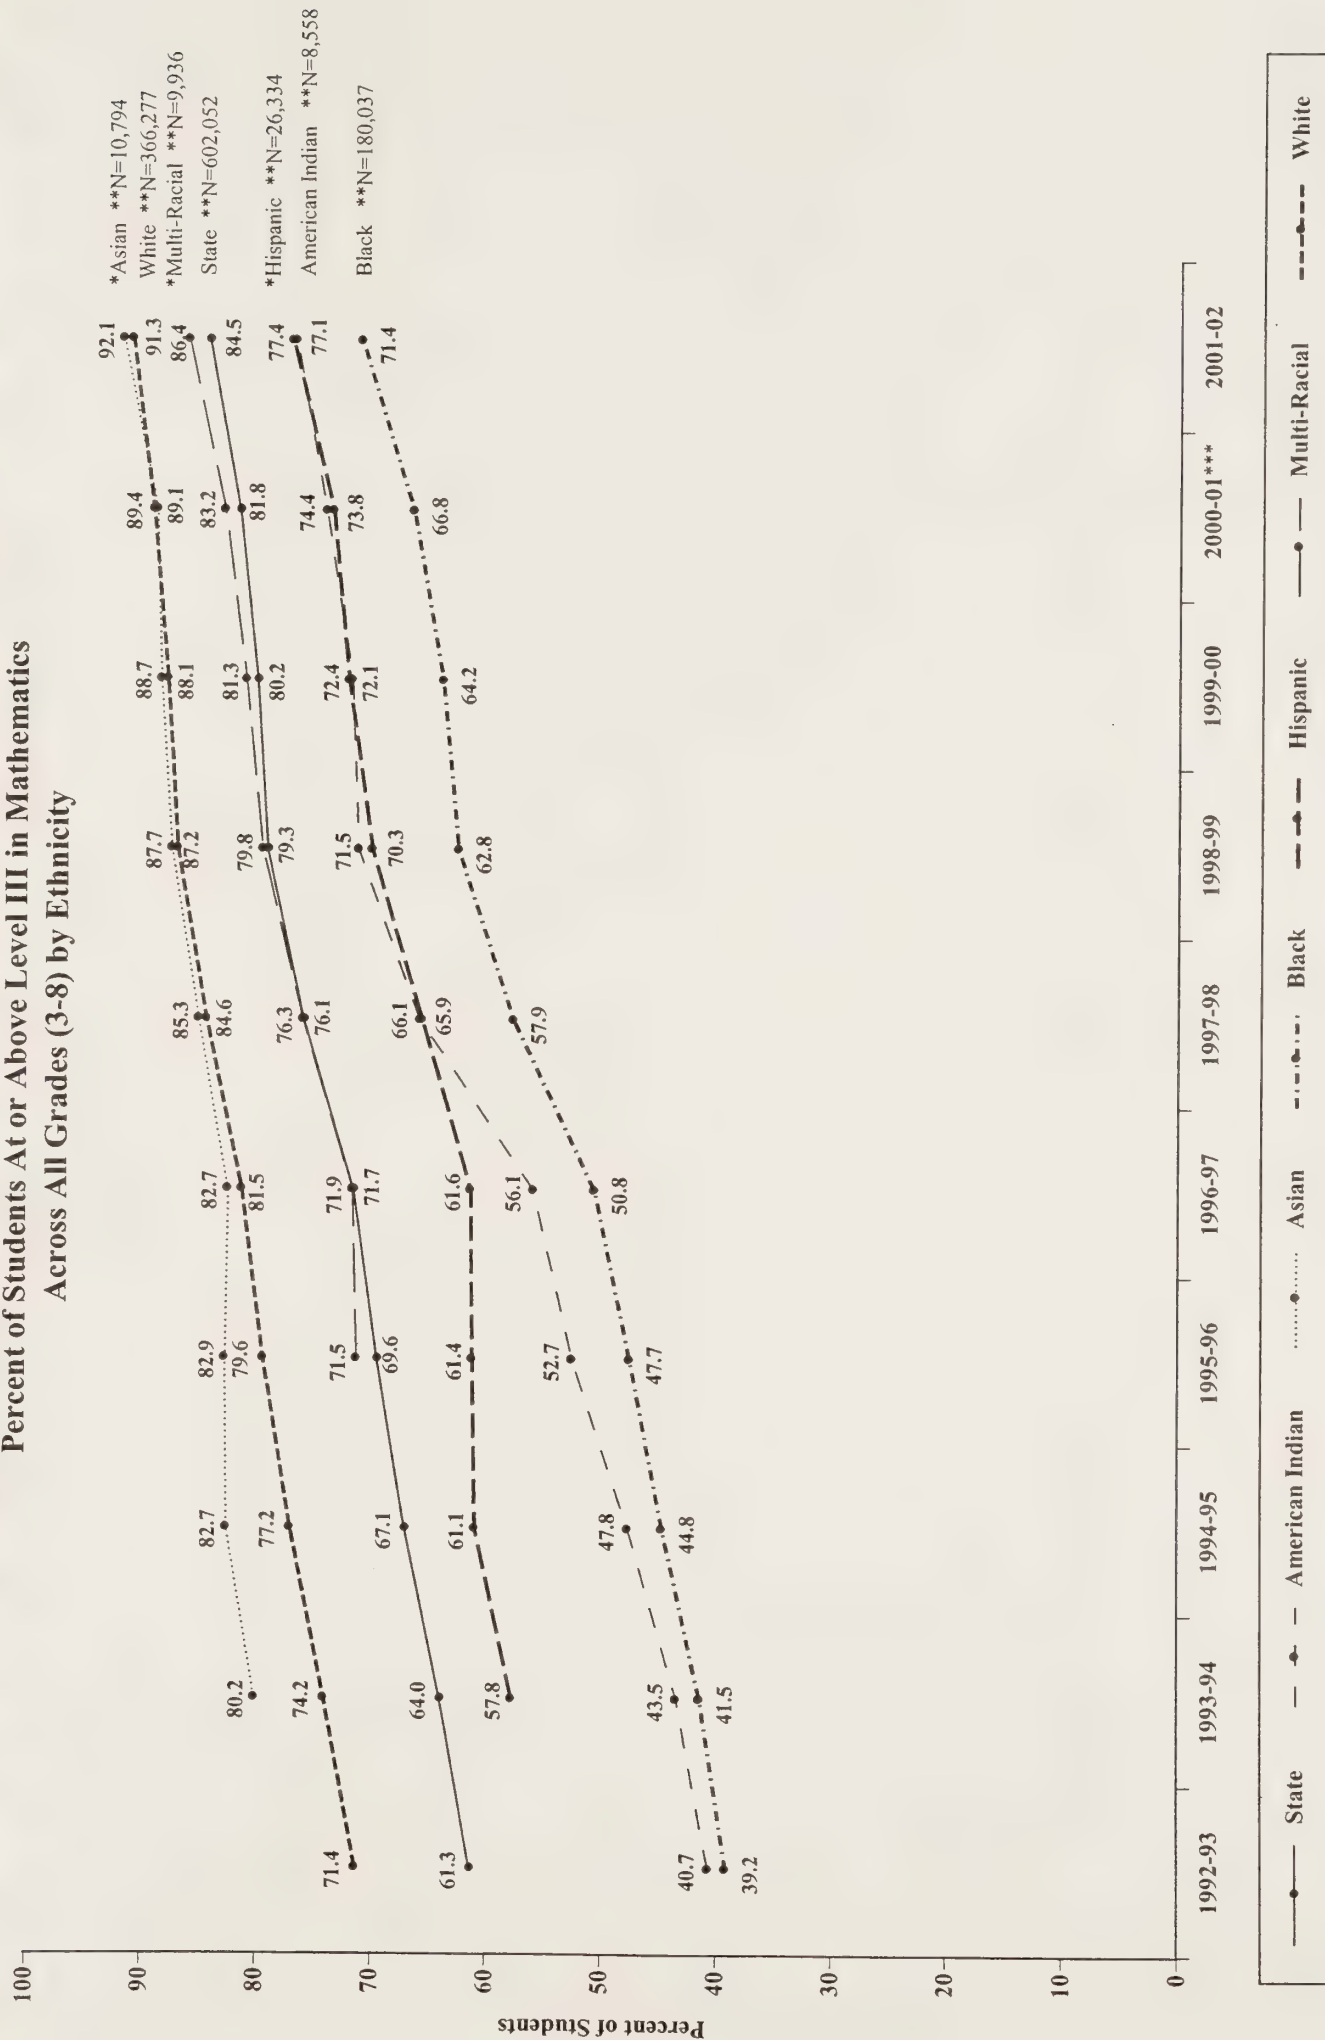 Percent of Students At or Above Level III in Mathematics
Across All Grades (3-8) by Ethnicity
Percent of Students
100
90
80
70
60
50
40
0
*Asian **N=10,794
White **N=366,277
*Multi-Racial **N=9,936
State **N=602,052
*Hispanic **N=26,334
American Indian **N=8,558
Black **N=180,037
80.2 82.7 82.9 82.7 85.3 87.7 88.7 89.4 92.1
71.4 74.2 77.2 79.6 81.5 84.6 87.2 88.1 89.1 91.3
71.5 71.9 76.3 79.8 81.3 83.2 86.4
61.3 64.0 67.1 69.6 71.7 76.1 79.3 80.2 81.8 84.5
57.8 61.1 61.4 61.6 66.1 71.5 72.4 74.4 77.4
40.7 43.5 47.8 52.7 56.1 65.9 70.3 72.1 73.8 77.1
39.2 41.5 44.8 47.7 50.8 57.9 62.8 64.2 66.8 71.4
1992-93 1993-94 1994-95 1995-96 1996-97 1997-98 1998-99 1999-00 2000-01*** 2001-02
State American Indian Asian Black Hispanic Multi-Racial White